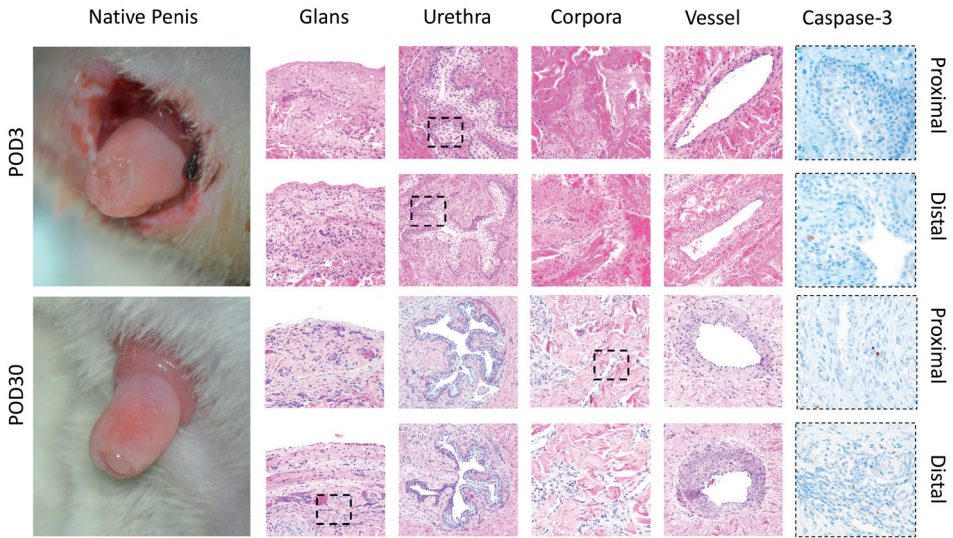 Native Penis
Glans
Urethra
Corpora
Vessel
Caspase-3
POD3
Proximal
Distal
POD30
Proximal
Distal